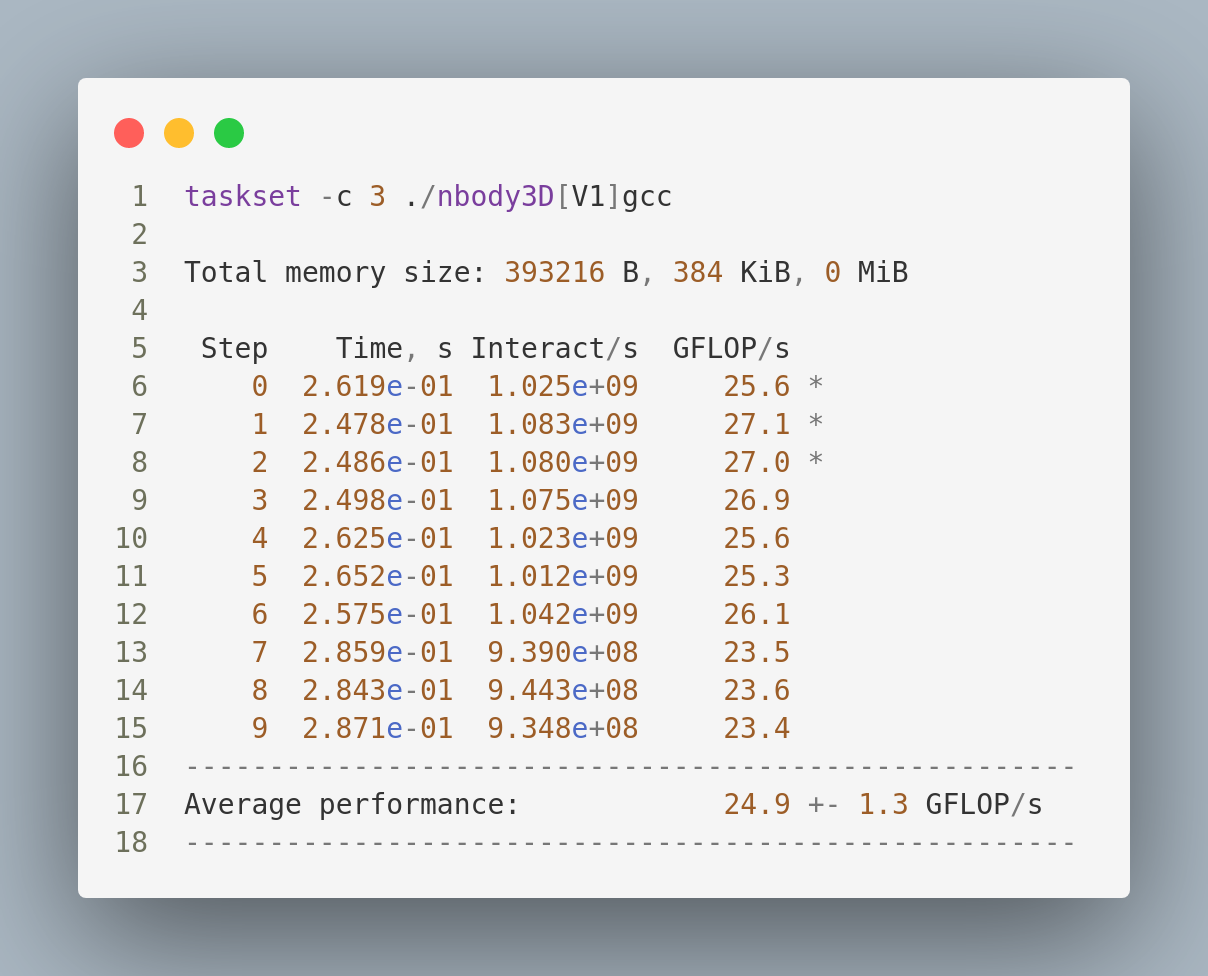 1 taskset -c 3 ./nbody3D[V1]gcc
2
3 Total memory size: 393216 B, 384 KiB, 0 MiB
4
5  Step    Time, s Interact/s  GFLOP/s
6     0  2.619e-01  1.025e+09     25.6 *
7     1  2.478e-01  1.083e+09     27.1 *
8     2  2.486e-01  1.080e+09     27.0 *
9     3  2.498e-01  1.075e+09     26.9
10     4  2.625e-01  1.023e+09     25.6
11     5  2.652e-01  1.012e+09     25.3
12     6  2.575e-01  1.042e+09     26.1
13     7  2.859e-01  9.390e+08     23.5
14     8  2.843e-01  9.443e+08     23.6
15     9  2.871e-01  9.348e+08     23.4
16 -----------------------------------------------------
17 Average performance:            24.9 +- 1.3 GFLOP/s
18 -----------------------------------------------------